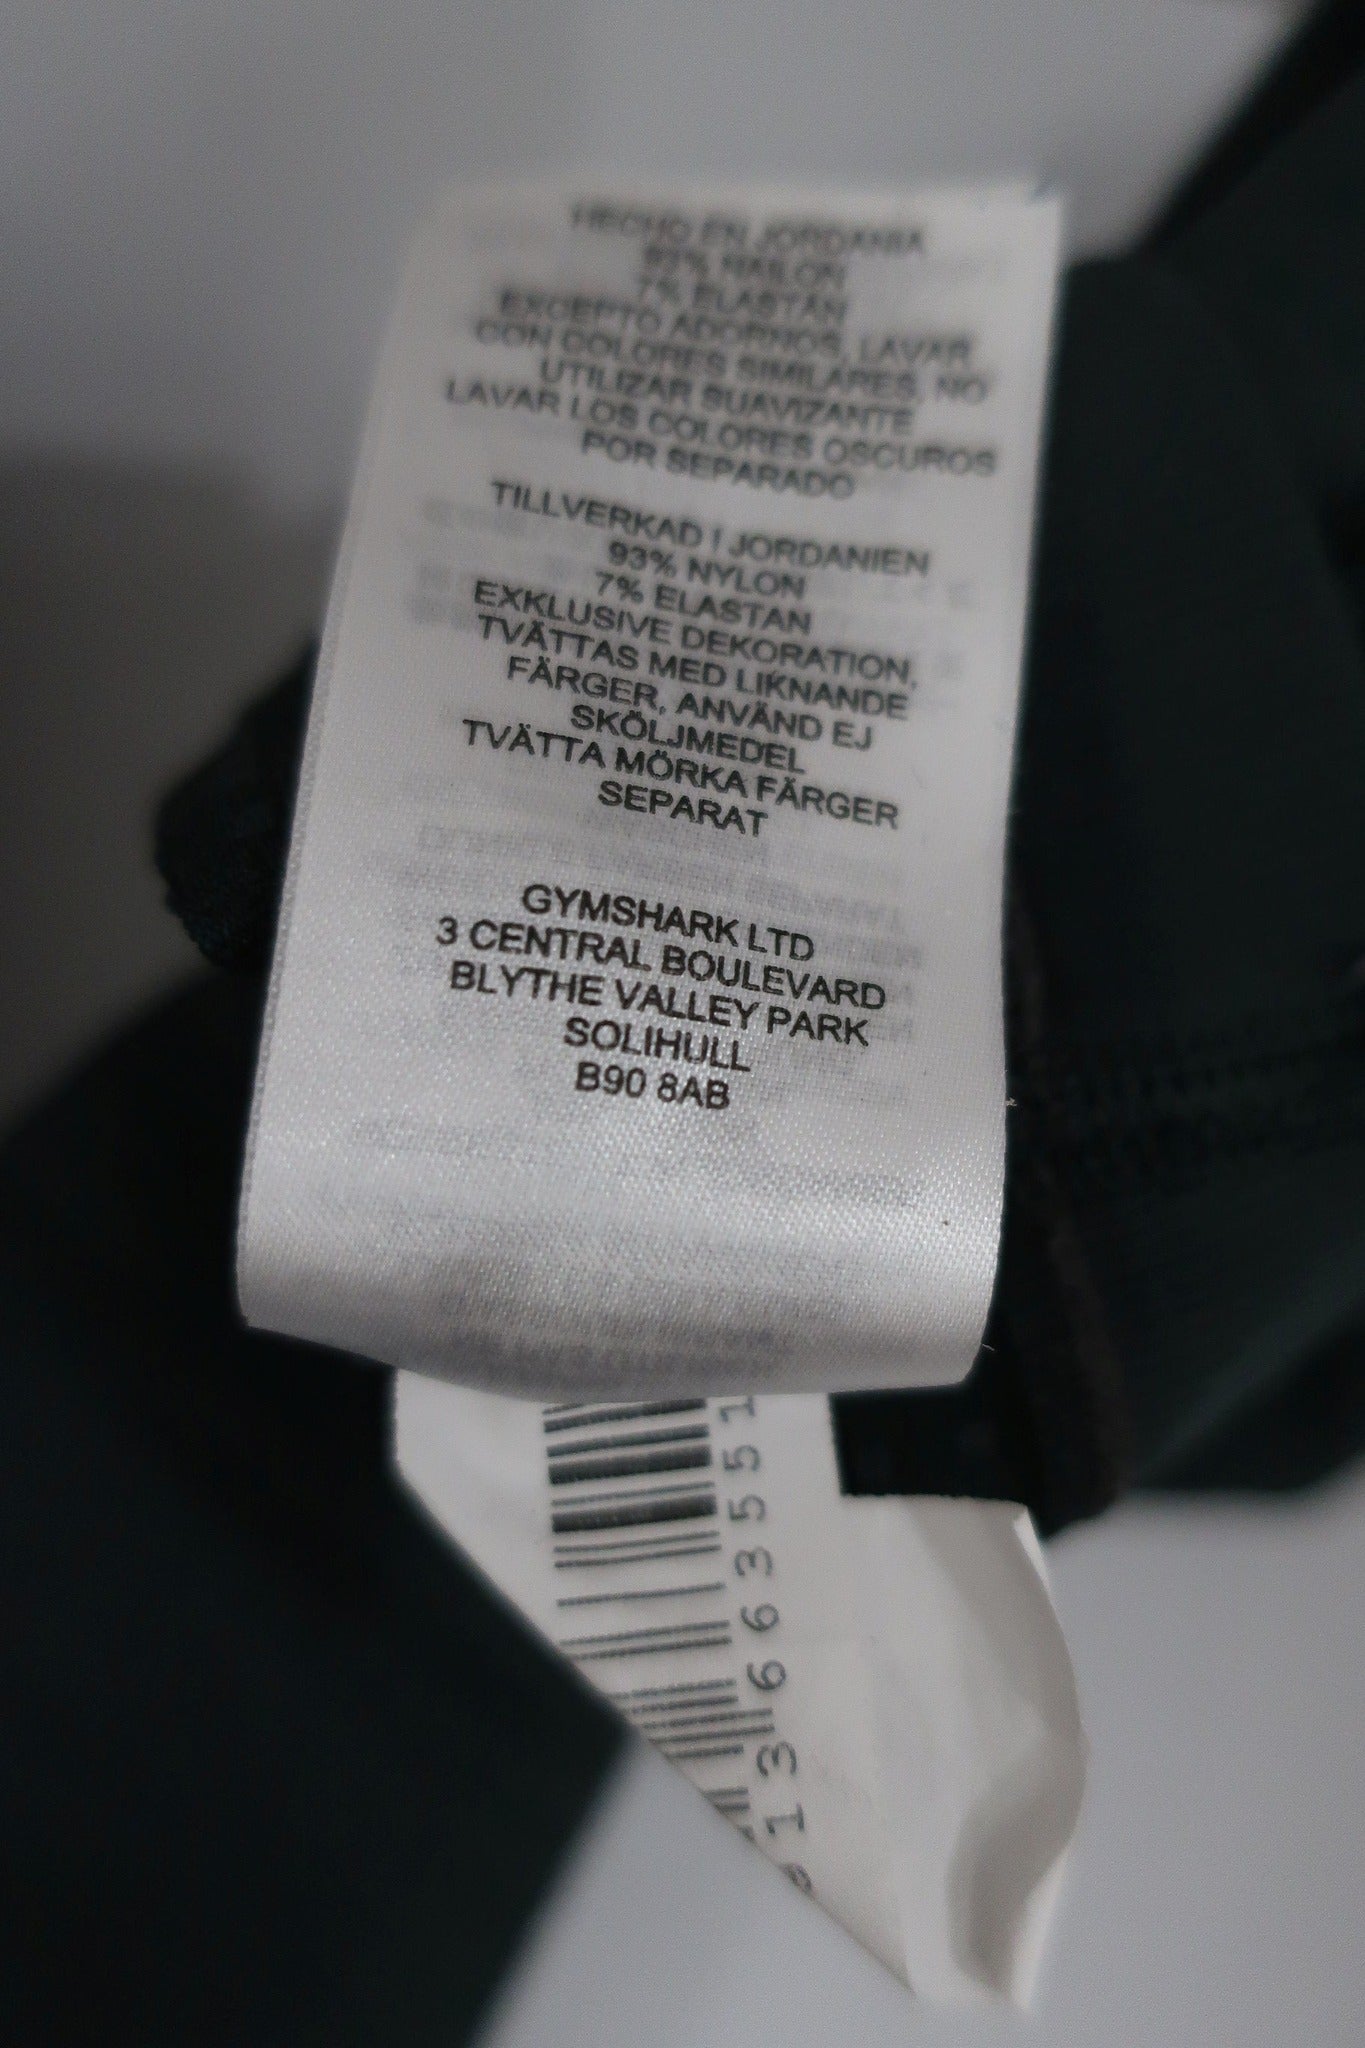 HECHO EN JORDANIA
93% NAILON
7% ELASTÁN
EXCEPTO ADORNOS, LAVAR
CON COLORES SIMILARES, NO
UTILIZAR SUAVIZANTE
LAVAR LOS COLORES OSCUROS
POR SEPARADO
TILLVERKAD I JORDANIEN
93% NYLON
7% ELASTAN
EXKLUSIVE DEKORATION,
TVÄTTAS MED LIKNANDE
FÄRGER, ANVÄND EJ
SKÖLJMEDEL
TVÄTTA MÖRKA FÄRGER
SEPARAT
GYMSHARK LTD
3 CENTRAL BOULEVARD
BLYTHE VALLEY PARK
SOLIHULL
B90 8AB
13663551